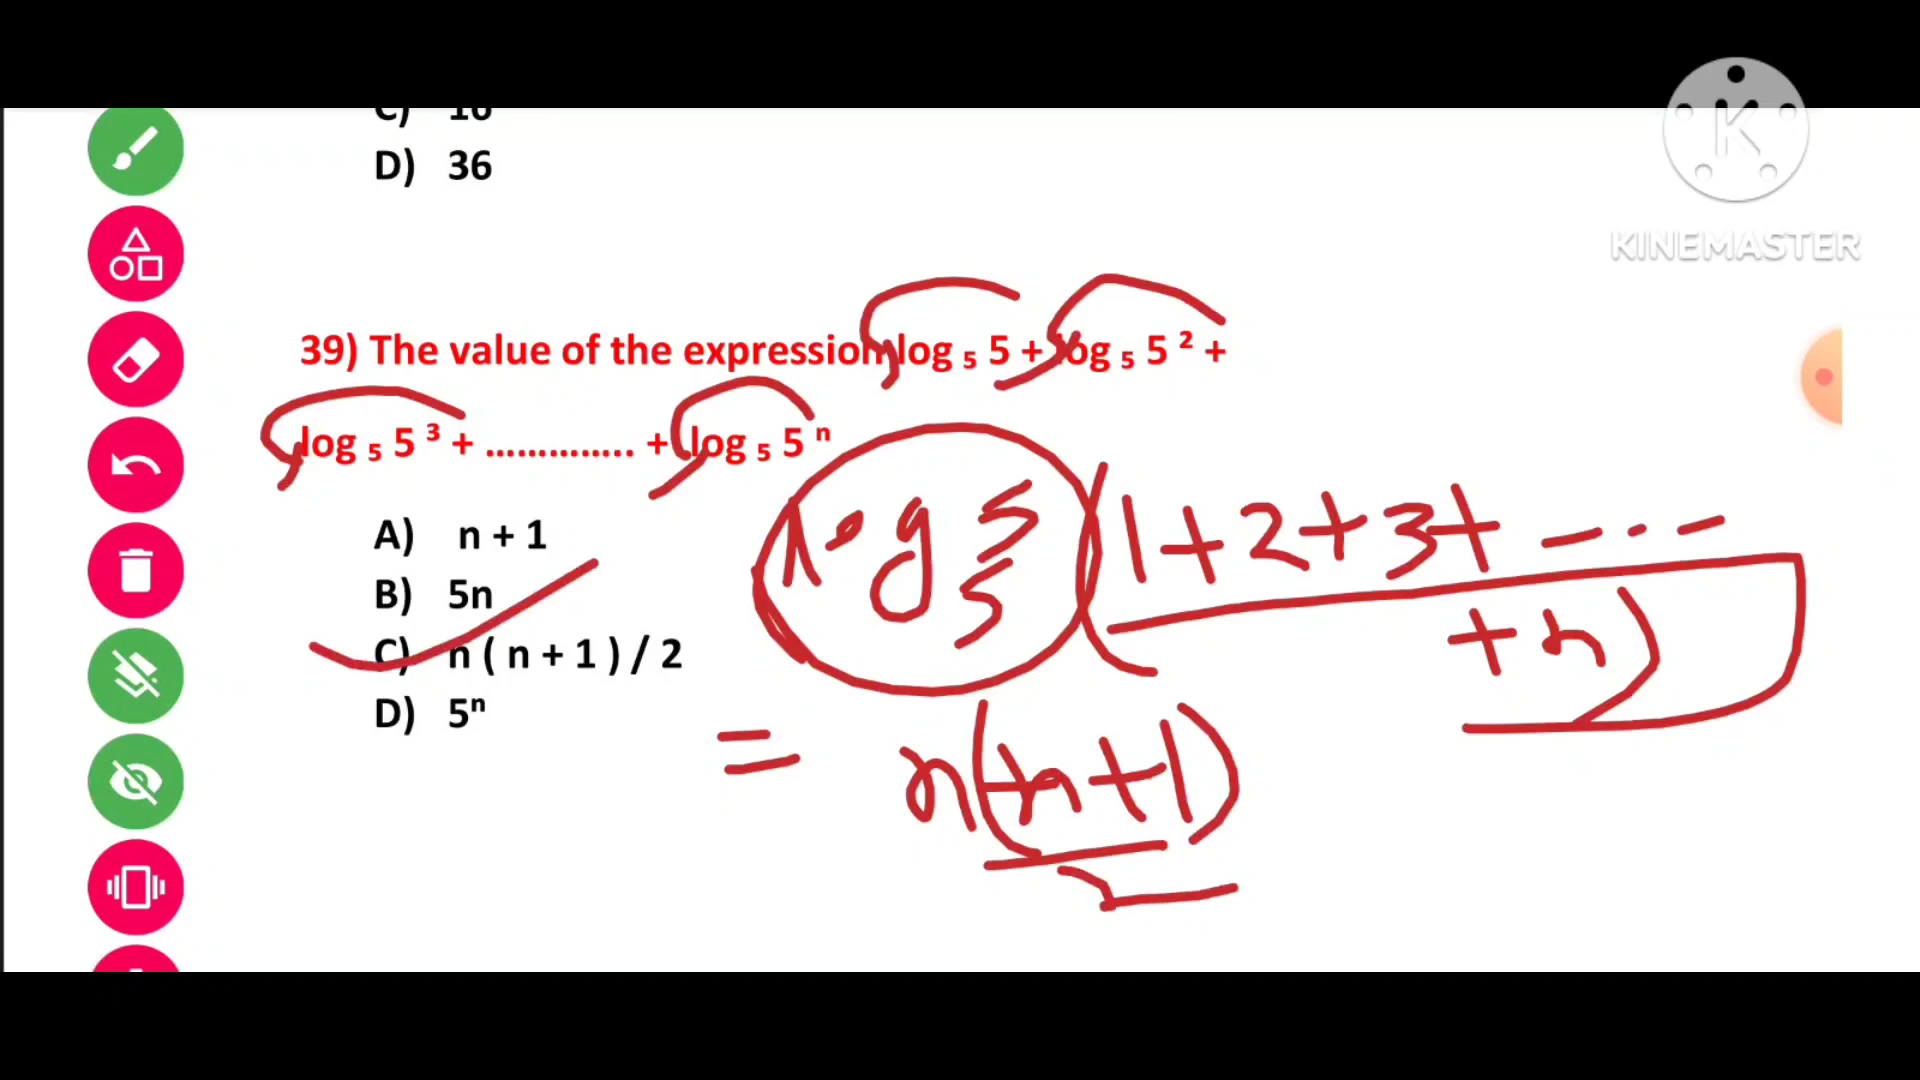 C) 16
D) 36
K
KINEMASTER
39) The value of the expression log ₅ 5 + log ₅ 5 ² +
log ₅ 5 ³ + .............. + log ₅ 5 ⁿ
A) n + 1
B) 5n
C) n ( n + 1 ) / 2
D) 5ⁿ
log 5 5 (1+2+3+ - . -
+ n)
= n(n+1)
2